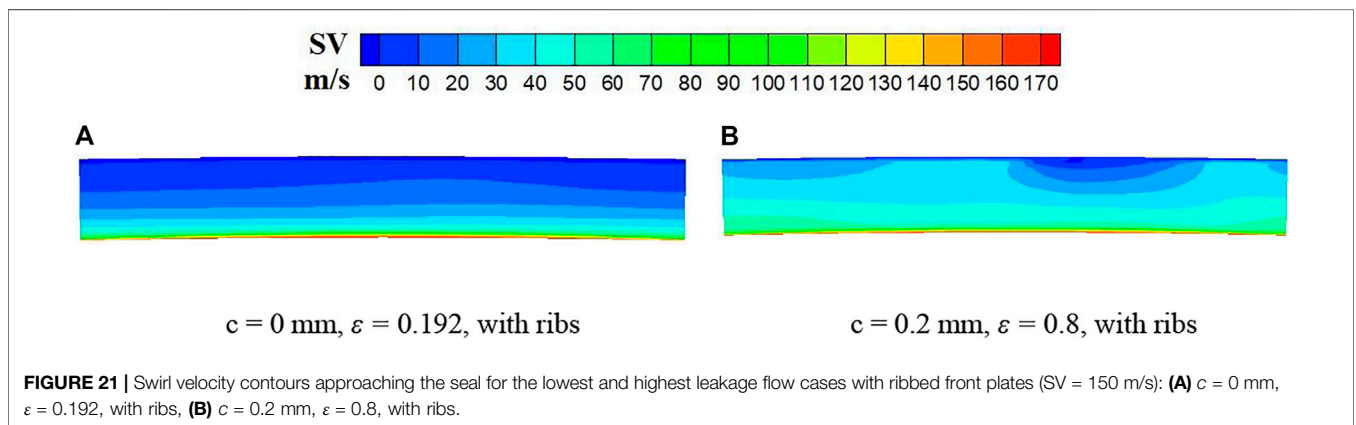 SV
m/s 0 10 20 30 40 50 60 70 80 90 100 110 120 130 140 150 160 170
A B
c = 0 mm, ε = 0.192, with ribs c = 0.2 mm, ε = 0.8, with ribs
FIGURE 21 | Swirl velocity contours approaching the seal for the lowest and highest leakage flow cases with ribbed front plates (SV = 150 m/s): (A) c = 0 mm,
ε = 0.192, with ribs, (B) c = 0.2 mm, ε = 0.8, with ribs.